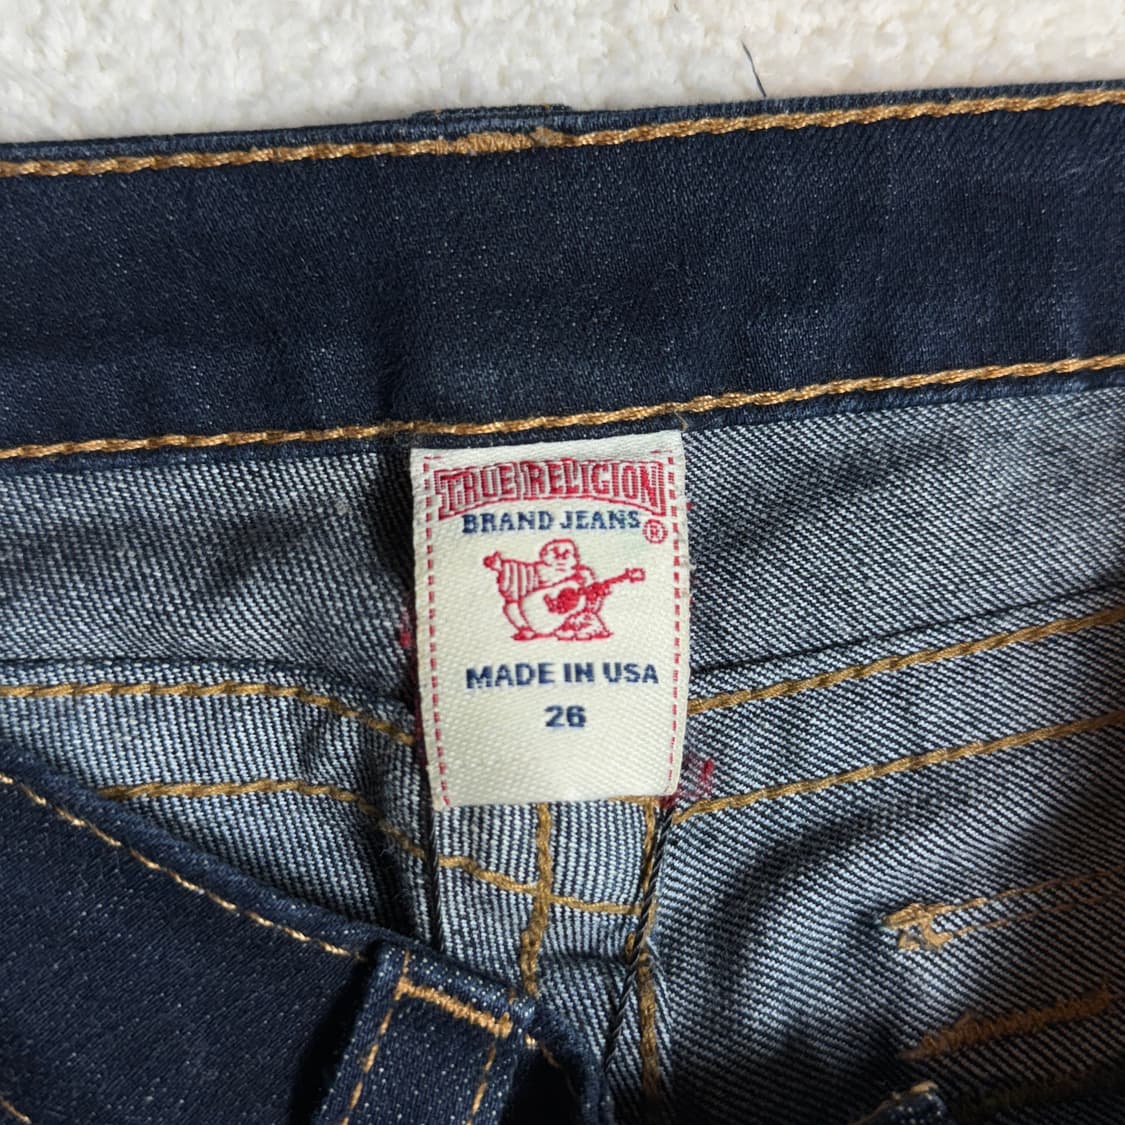 TRUE RELIGION
BRAND JEANS
®
MADE IN USA
26